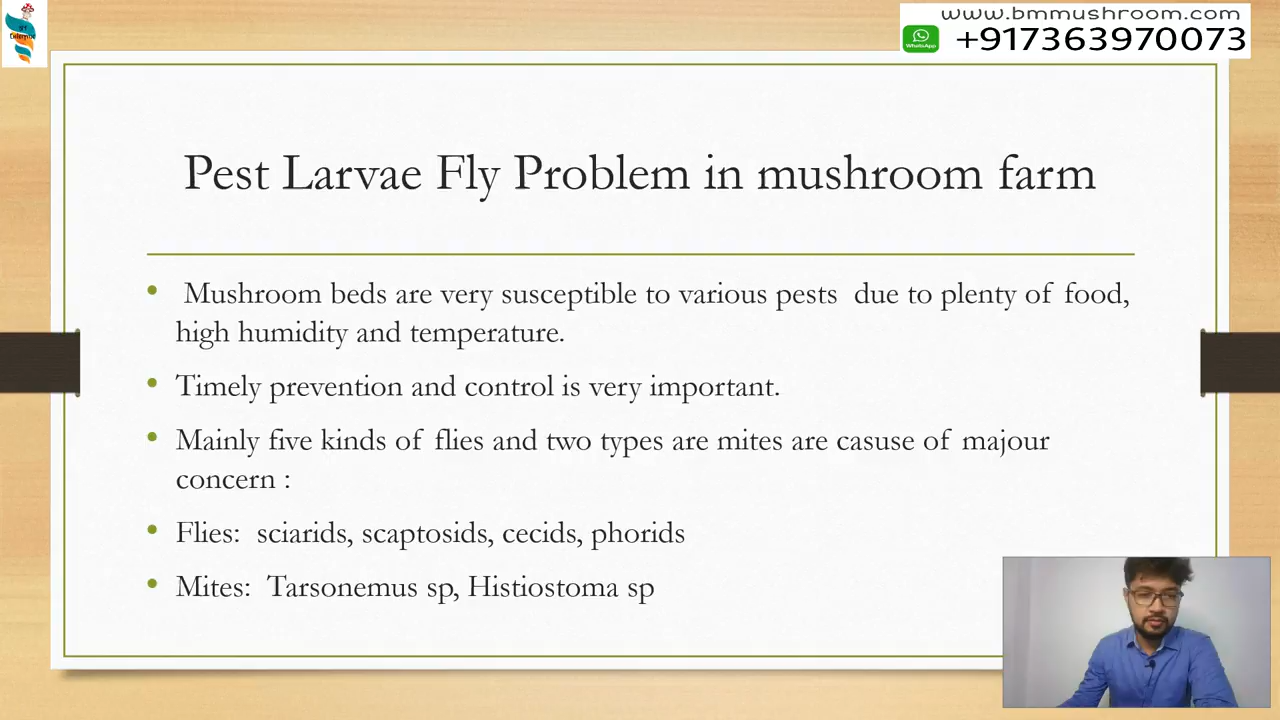 www.bmmushroom.com
WhatsApp
+917363970073
Pest Larvae Fly Problem in mushroom farm
• Mushroom beds are very susceptible to various pests due to plenty of food,
high humidity and temperature.
• Timely prevention and control is very important.
• Mainly five kinds of flies and two types are mites are casuse of majour
concern :
• Flies: sciarids, scaptosids, cecids, phorids
• Mites: Tarsonemus sp, Histiostoma sp